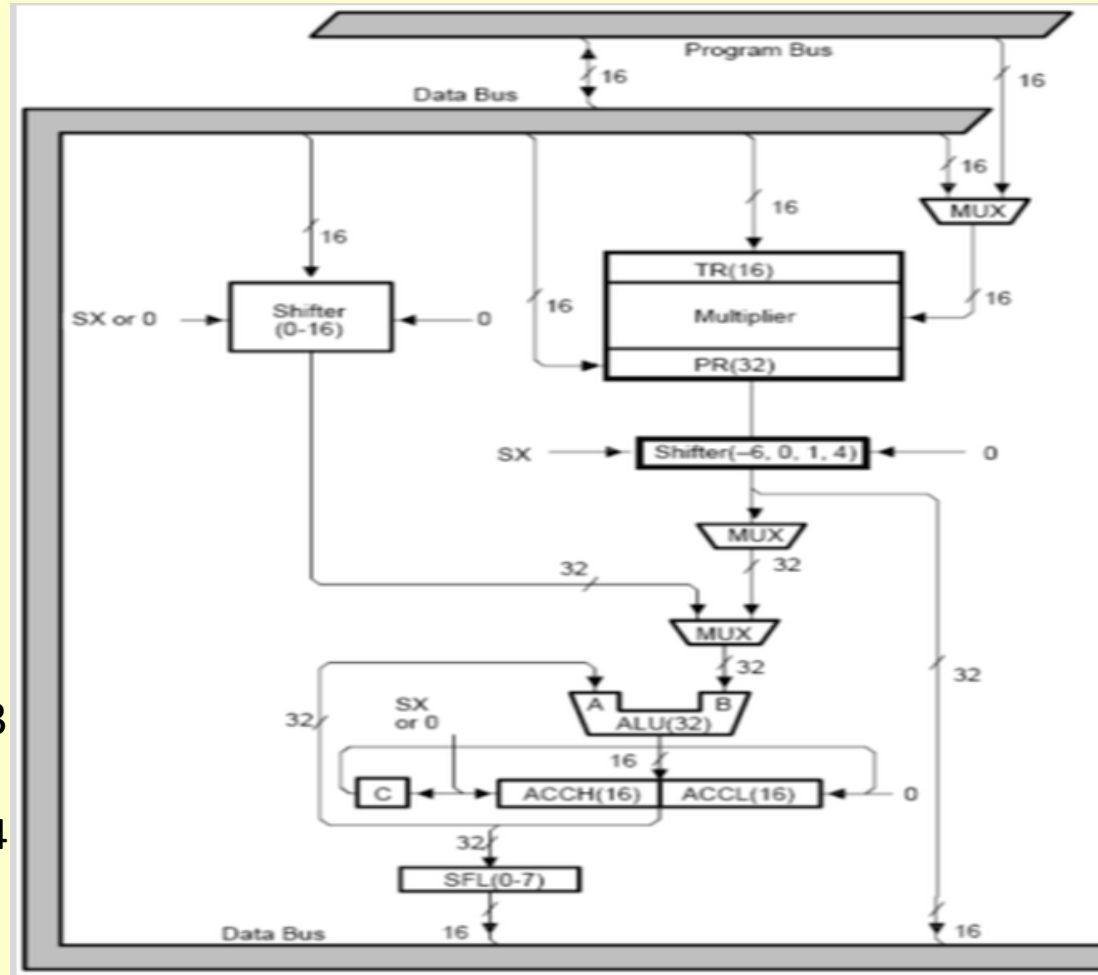 Program Bus
16
16
Data Bus
16
MUX
16
16
TR(16)
SX or 0
Shifter
(0-16)
0
16
Multiplier
16
PR(32)
SX
Shifter(–6, 0, 1, 4)
0
MUX
32
32
MUX
32
32
A
B
ALU(32)
3
32
SX
or 0
16
C
ACCH(16)
ACCL(16)
0
4
32
SFL(0-7)
Data Bus
16
16